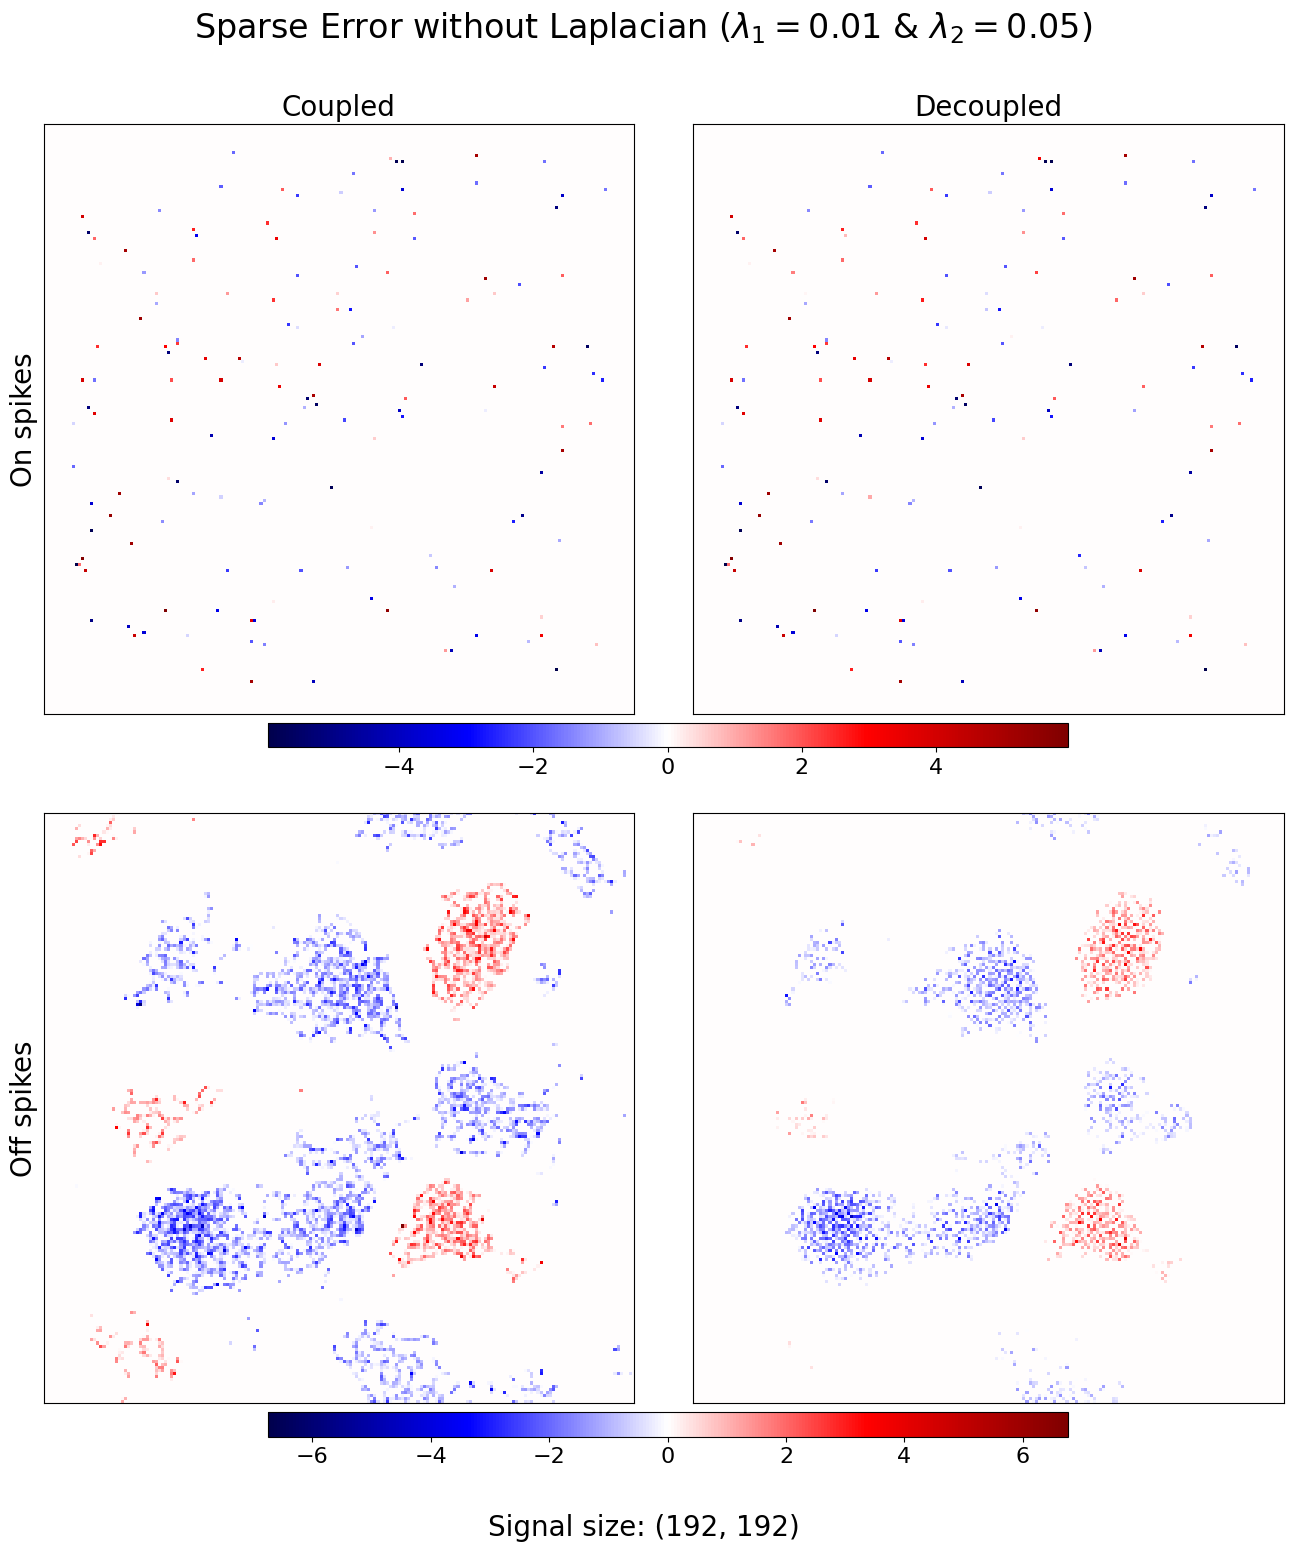 Sparse Error without Laplacian (λ₁ = 0.01 & λ₂ = 0.05)
Coupled
Decoupled
On spikes
−4 −2 0 2 4
Off spikes
−6 −4 −2 0 2 4 6
Signal size: (192, 192)